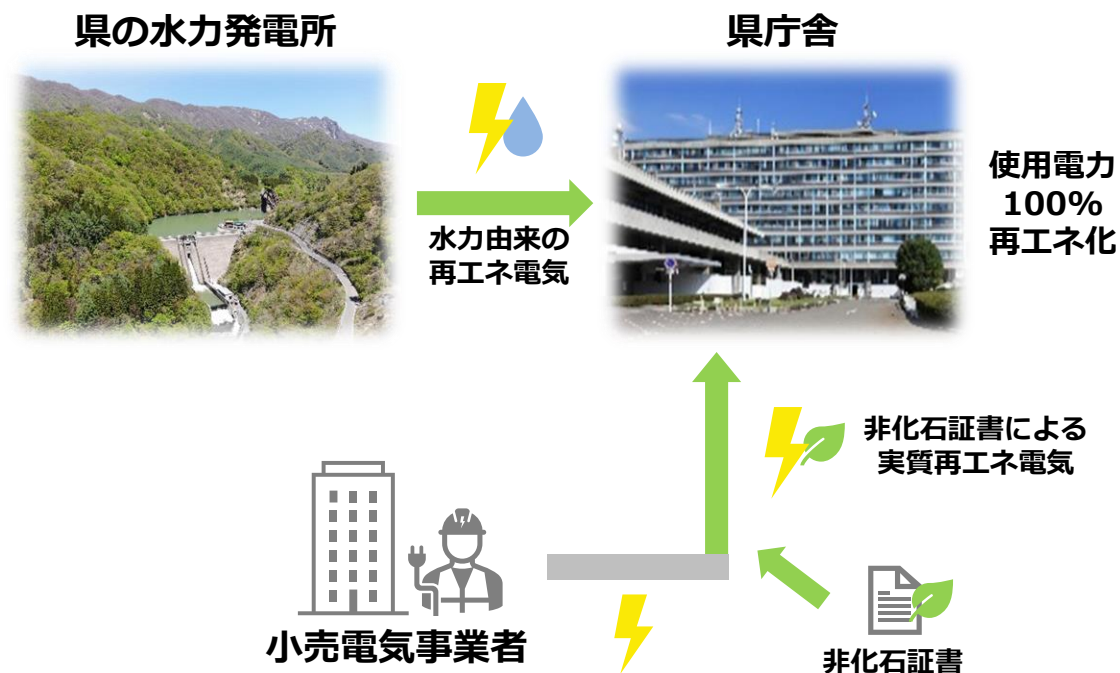 県の水力発電所
県庁舎
水力由来の
再エネ電気
使用電力
100%
再エネ化
非化石証書による
実質再エネ電気
小売電気事業者
非化石証書